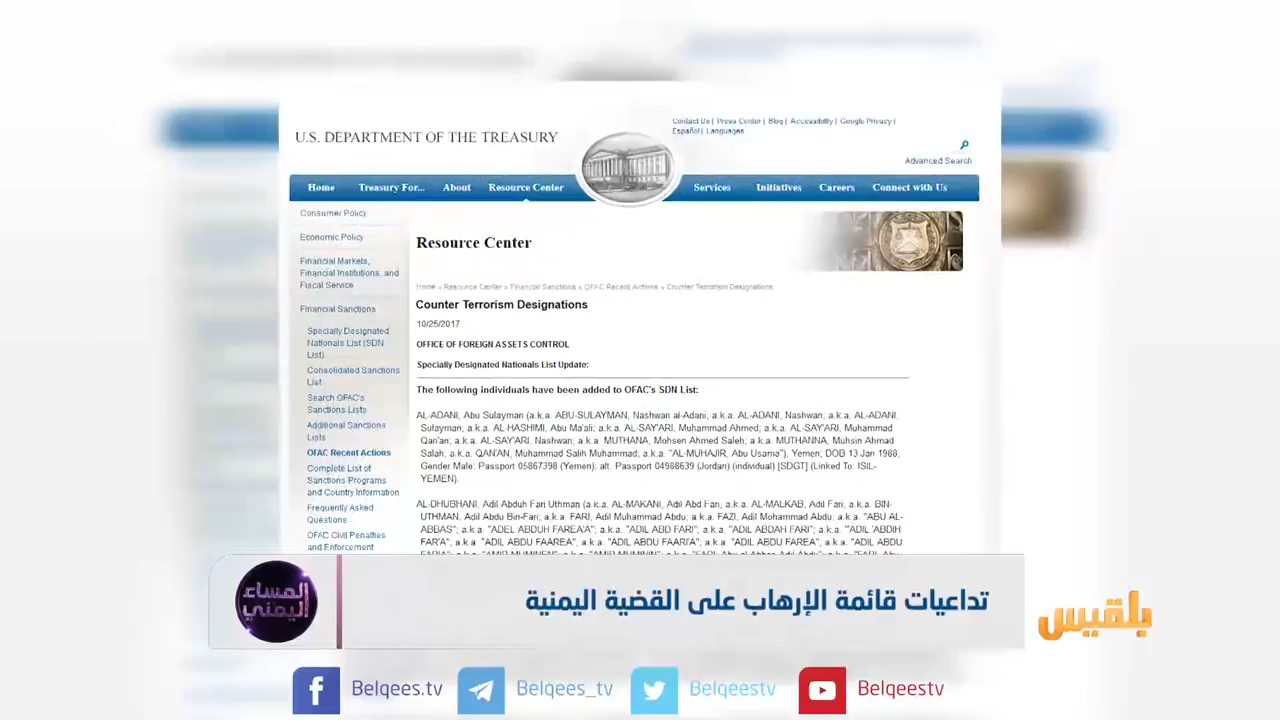 U.S. DEPARTMENT OF THE TREASURY
Contact Us | Press Center | Blog | Accessibility | Google Privacy |
Español | Languages
Advanced Search
Home Treasury For... About Resource Center Services Initiatives Careers Connect with Us
Consumer Policy
Economic Policy
Financial Markets,
Financial Institutions, and
Fiscal Service
Financial Sanctions
Specially Designated
Nationals List (SDN
List)
Consolidated Sanctions
List
Search OFAC's
Sanctions Lists
Additional Sanctions
Lists
OFAC Recent Actions
Complete List of
Sanctions Programs
and Country Information
Frequently Asked
Questions
OFAC Civil Penalties
and Enforcement
Resource Center
Home » Resource Center » Financial Sanctions » OFAC Recent Actions » Counter Terrorism Designations
Counter Terrorism Designations
10/25/2017
OFFICE OF FOREIGN ASSETS CONTROL
Specially Designated Nationals List Update:
The following individuals have been added to OFAC's SDN List:
AL-ADANI, Abu Sulayman (a.k.a. ABU-SULAYMAN, Nashwan al-Adani; a.k.a. AL-ADANI, Nashwan; a.k.a. AL-ADANI,
Sulayman; a.k.a. AL-HASHIMI, Abu Ma'ali; a.k.a. AL-SAY'ARI, Muhammad Ahmed; a.k.a. AL-SAY'ARI, Muhammad
Qan'an; a.k.a. AL-SAY'ARI, Nashwan; a.k.a. MUTHANA, Mohsen Ahmed Saleh; a.k.a. MUTHANNA, Muhsin Ahmad
Salah; a.k.a. QAN'AN, Muhammad Salih Muhammad; a.k.a. "AL-MUHAJIR, Abu Usama"), Yemen; DOB 13 Jan 1988;
Gender Male; Passport 05867398 (Yemen); alt. Passport 04988639 (Jordan) (individual) [SDGT] (Linked To: ISIL-
YEMEN).
AL-DHUBHANI, Adil Abduh Fari Uthman (a.k.a. AL-MAKANI, Adil Abd Fari; a.k.a. AL-MALKAB, Adil Fari; a.k.a. BIN-
UTHMAN, Adil Abdu Bin-Fari; a.k.a. FARI, Adil Muhammad Abdu; a.k.a. FAZI, Adil Mohammad Abdu; a.k.a. "ABU AL-
ABBAS"; a.k.a. "ADEL ABDUH FAREA'A"; a.k.a. "ADIL ABD FARI"; a.k.a. "ADIL ABDAH FARI"; a.k.a. "'ADIL 'ABDIH
FAR'A"; a.k.a. "ADIL ABDU FAAREA"; a.k.a. "ADIL ABDU FAARI'A"; a.k.a. "ADIL ABDU FAREA"; a.k.a. "ADIL ABDU
المساء
اليمني
تداعيات قائمة الإرهاب على القضية اليمنية
بلقيس
Belqees.tv Belqees_tv Belqeestv Belqeestv